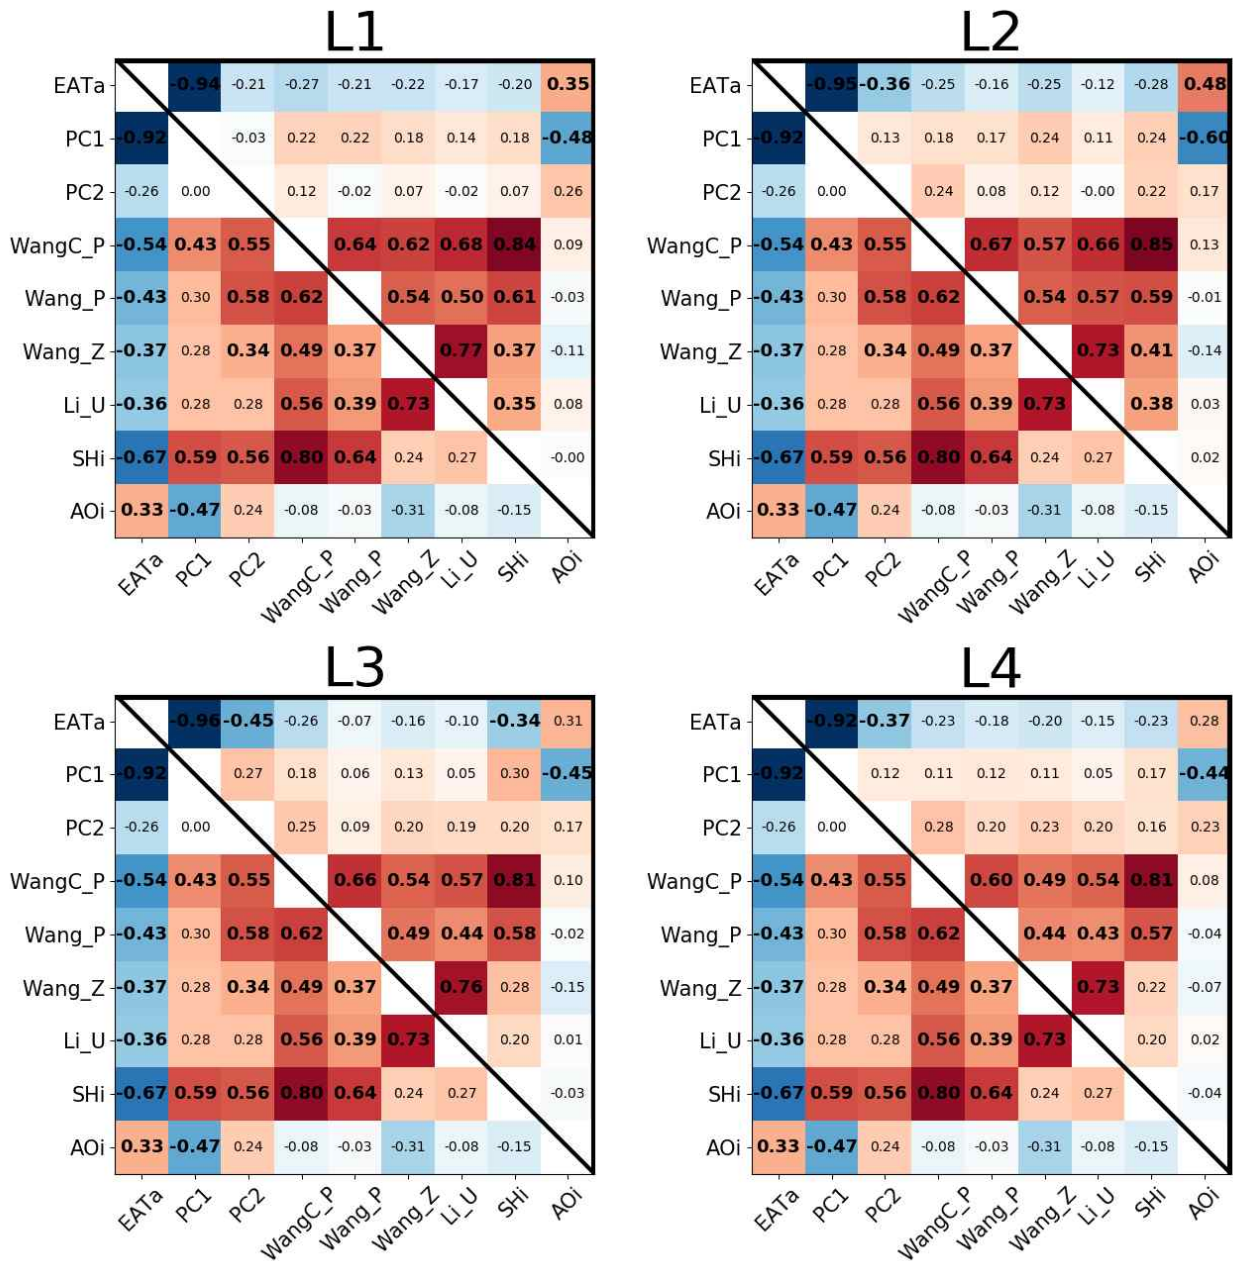 L1
EATa -0.94 -0.21 -0.27 -0.21 -0.22 -0.17 -0.20 0.35
PC1 -0.92 -0.03 0.22 0.22 0.18 0.14 0.18 -0.48
PC2 -0.26 0.00 0.12 -0.02 0.07 -0.02 0.07 0.26
WangC_P -0.54 0.43 0.55 0.64 0.62 0.68 0.84 0.09
Wang_P -0.43 0.30 0.58 0.62 0.54 0.50 0.61 -0.03
Wang_Z -0.37 0.28 0.34 0.49 0.37 0.77 0.37 -0.11
Li_U -0.36 0.28 0.28 0.56 0.39 0.73 0.35 0.08
SHi -0.67 0.59 0.56 0.80 0.64 0.24 0.27 -0.00
AOi 0.33 -0.47 0.24 -0.08 -0.03 -0.31 -0.08 -0.15
EATa PC1 PC2 WangC_P Wang_P Wang_Z Li_U SHi AOi
L2
EATa -0.95 -0.36 -0.25 -0.16 -0.25 -0.12 -0.28 0.48
PC1 -0.92 0.13 0.18 0.17 0.24 0.11 0.24 -0.60
PC2 -0.26 0.00 0.24 0.08 0.12 -0.00 0.22 0.17
WangC_P -0.54 0.43 0.55 0.67 0.57 0.66 0.85 0.13
Wang_P -0.43 0.30 0.58 0.62 0.54 0.57 0.59 -0.01
Wang_Z -0.37 0.28 0.34 0.49 0.37 0.73 0.41 -0.14
Li_U -0.36 0.28 0.28 0.56 0.39 0.73 0.38 0.03
SHi -0.67 0.59 0.56 0.80 0.64 0.24 0.27 0.02
AOi 0.33 -0.47 0.24 -0.08 -0.03 -0.31 -0.08 -0.15
EATa PC1 PC2 WangC_P Wang_P Wang_Z Li_U SHi AOi
L3
EATa -0.96 -0.45 -0.26 -0.07 -0.16 -0.10 -0.34 0.31
PC1 -0.92 0.27 0.18 0.06 0.13 0.05 0.30 -0.45
PC2 -0.26 0.00 0.25 0.09 0.20 0.19 0.20 0.17
WangC_P -0.54 0.43 0.55 0.66 0.54 0.57 0.81 0.10
Wang_P -0.43 0.30 0.58 0.62 0.49 0.44 0.58 -0.02
Wang_Z -0.37 0.28 0.34 0.49 0.37 0.76 0.28 -0.15
Li_U -0.36 0.28 0.28 0.56 0.39 0.73 0.20 0.01
SHi -0.67 0.59 0.56 0.80 0.64 0.24 0.27 -0.03
AOi 0.33 -0.47 0.24 -0.08 -0.03 -0.31 -0.08 -0.15
EATa PC1 PC2 WangC_P Wang_P Wang_Z Li_U SHi AOi
L4
EATa -0.92 -0.37 -0.23 -0.18 -0.20 -0.15 -0.23 0.28
PC1 -0.92 0.12 0.11 0.12 0.11 0.05 0.17 -0.44
PC2 -0.26 0.00 0.28 0.20 0.23 0.20 0.16 0.23
WangC_P -0.54 0.43 0.55 0.60 0.49 0.54 0.81 0.08
Wang_P -0.43 0.30 0.58 0.62 0.44 0.43 0.57 -0.04
Wang_Z -0.37 0.28 0.34 0.49 0.37 0.73 0.22 -0.07
Li_U -0.36 0.28 0.28 0.56 0.39 0.73 0.20 0.02
SHi -0.67 0.59 0.56 0.80 0.64 0.24 0.27 -0.04
AOi 0.33 -0.47 0.24 -0.08 -0.03 -0.31 -0.08 -0.15
EATa PC1 PC2 WangC_P Wang_P Wang_Z Li_U SHi AOi